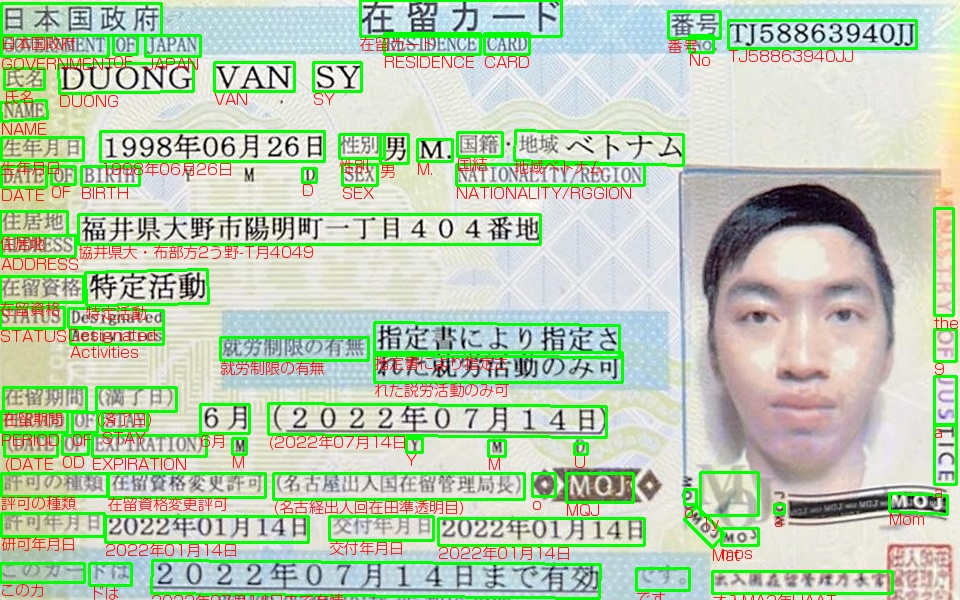 日本国政府 在留カード 番号 TJ58863940JJ
GOVERNMENT OF JAPAN RESIDENCE CARD No.
氏名 DUONG VAN SY
NAME
生年月日 1998年06月26日 性別 男 M. 国籍・地域 ベトナム
DATE OF BIRTH Y M D SEX NATIONALITY/REGION
住居地 福井県大野市陽明町一丁目404番地
ADDRESS
在留資格 特定活動
STATUS Designated Activities
就労制限の有無 指定書により指定された就労活動のみ可
在留期間(満了日) 6月 (2022年07月14日)
PERIOD OF STAY
(DATE OF EXPIRATION) M Y M D
許可の種類 在留資格変更許可 (名古屋出入国在留管理局長) MOJ
許可年月日 2022年01月14日 交付年月日 2022年01月14日
このカードは 2022年07月14日まで有効 です。
出入国在留管理庁長官
MINISTRY OF JUSTICE
MOJ